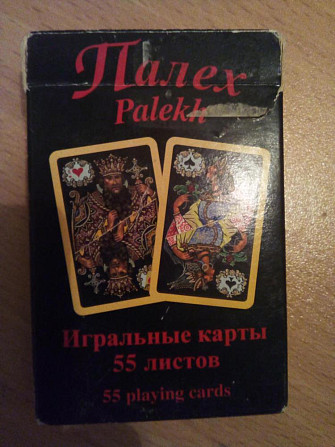 Палех
Palekh
Игральные карты
55 листов
55 playing cards